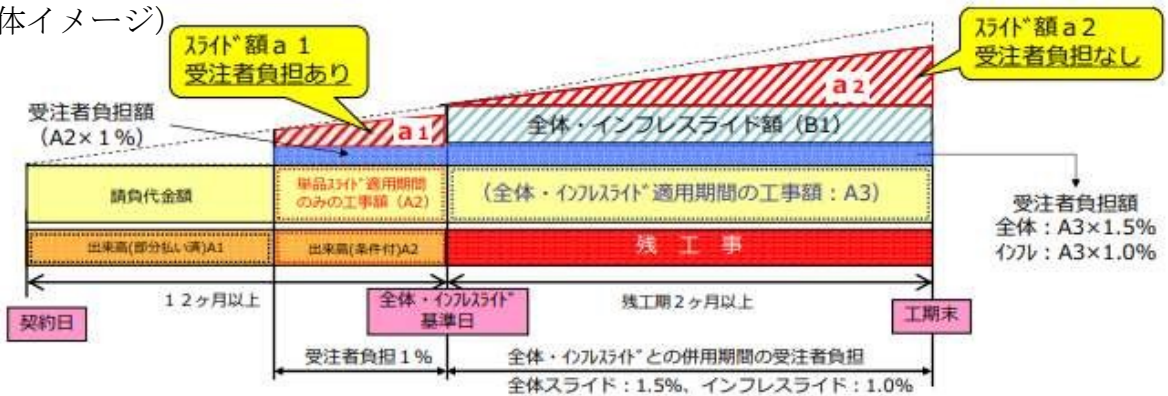 体イメージ)
スライド額a1
受注者負担あり
スライド額a2
受注者負担なし
受注者負担額
(A2×1%)
a1
a2
全体・インフレスライド額(B1)
請負代金額
単品スライド適用期間
のみの工事額(A2)
(全体・インフレスライド適用期間の工事額:A3)
受注者負担額
全体:A3×1.5%
インフレ:A3×1.0%
出来高(部分払い済)A1
出来高(条件付)A2
残 工 事
12ヶ月以上
全体・インフレスライド
基準日
残工期2ヶ月以上
契約日
工期末
受注者負担1%
全体・インフレスライドとの併用期間の受注者負担
全体スライド:1.5%、インフレスライド:1.0%